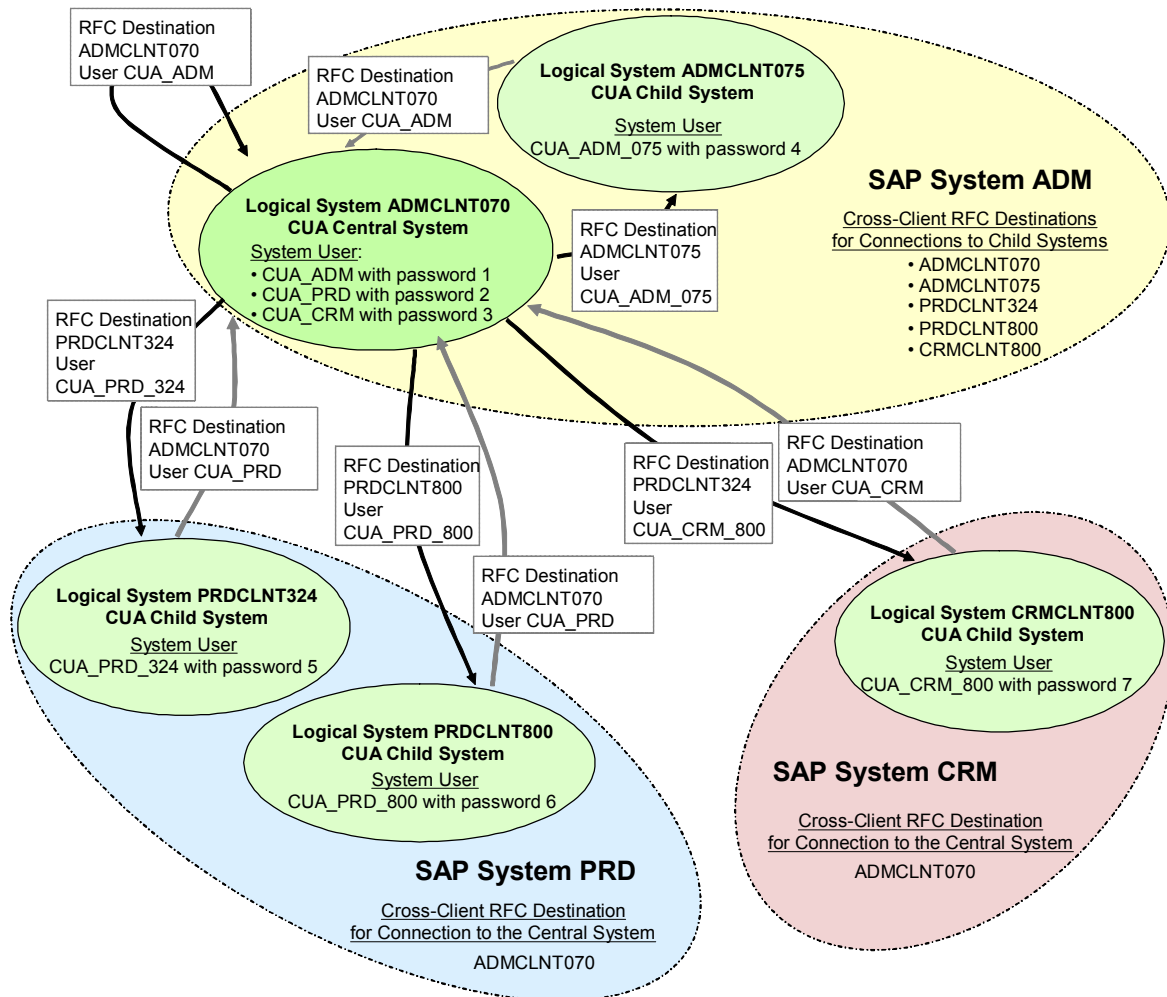 RFC Destination
ADMCLNT070
User CUA_ADM
RFC Destination
ADMCLNT070
User CUA_ADM
Logical System ADMCLNT075
CUA Child System
System User
CUA_ADM_075 with password 4
SAP System ADM
Cross-Client RFC Destinations
for Connections to Child Systems
• ADMCLNT070
• ADMCLNT075
• PRDCLNT324
• PRDCLNT800
• CRMCLNT800
Logical System ADMCLNT070
CUA Central System
System User:
• CUA_ADM with password 1
• CUA_PRD with password 2
• CUA_CRM with password 3
RFC Destination
ADMCLNT075
User
CUA_ADM_075
RFC Destination
PRDCLNT324
User
CUA_PRD_324
RFC Destination
ADMCLNT070
User CUA_PRD
RFC Destination
PRDCLNT800
User
CUA_PRD_800
RFC Destination
PRDCLNT324
User
CUA_CRM_800
RFC Destination
ADMCLNT070
User CUA_CRM
RFC Destination
ADMCLNT070
User CUA_PRD
Logical System PRDCLNT324
CUA Child System
System User
CUA_PRD_324 with password 5
Logical System PRDCLNT800
CUA Child System
System User
CUA_PRD_800 with password 6
SAP System PRD
Cross-Client RFC Destination
for Connection to the Central System
ADMCLNT070
Logical System CRMCLNT800
CUA Child System
System User
CUA_CRM_800 with password 7
SAP System CRM
Cross-Client RFC Destination
for Connection to the Central System
ADMCLNT070